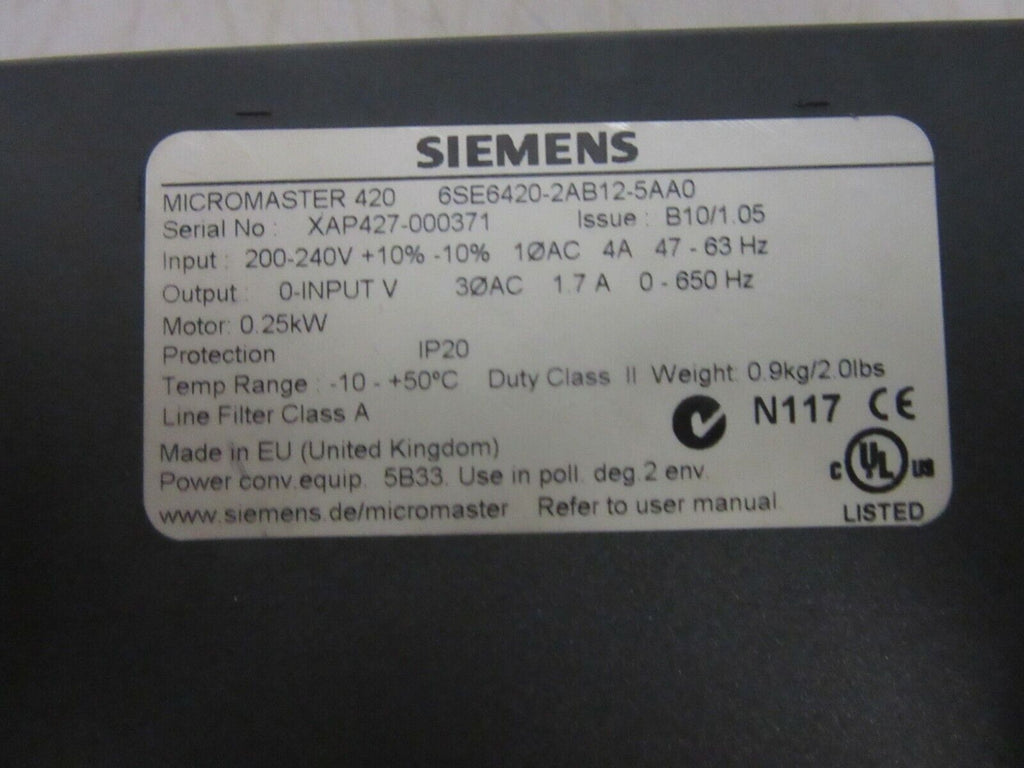 SIEMENS
MICROMASTER 420 6SE6420-2AB12-5AA0
Serial No : XAP427-000371 Issue : B10/1.05
Input : 200-240V +10% -10% 1ØAC 4A 47 - 63 Hz
Output : 0-INPUT V 3ØAC 1.7 A 0 - 650 Hz
Motor: 0.25kW
Protection IP20
Temp Range : -10 - +50ºC Duty Class II Weight: 0.9kg/2.0lbs
Line Filter Class A
N117 CE
Made in EU (United Kingdom)
Power conv.equip. 5B33. Use in poll. deg.2 env.
C UL US
www.siemens.de/micromaster Refer to user manual
LISTED